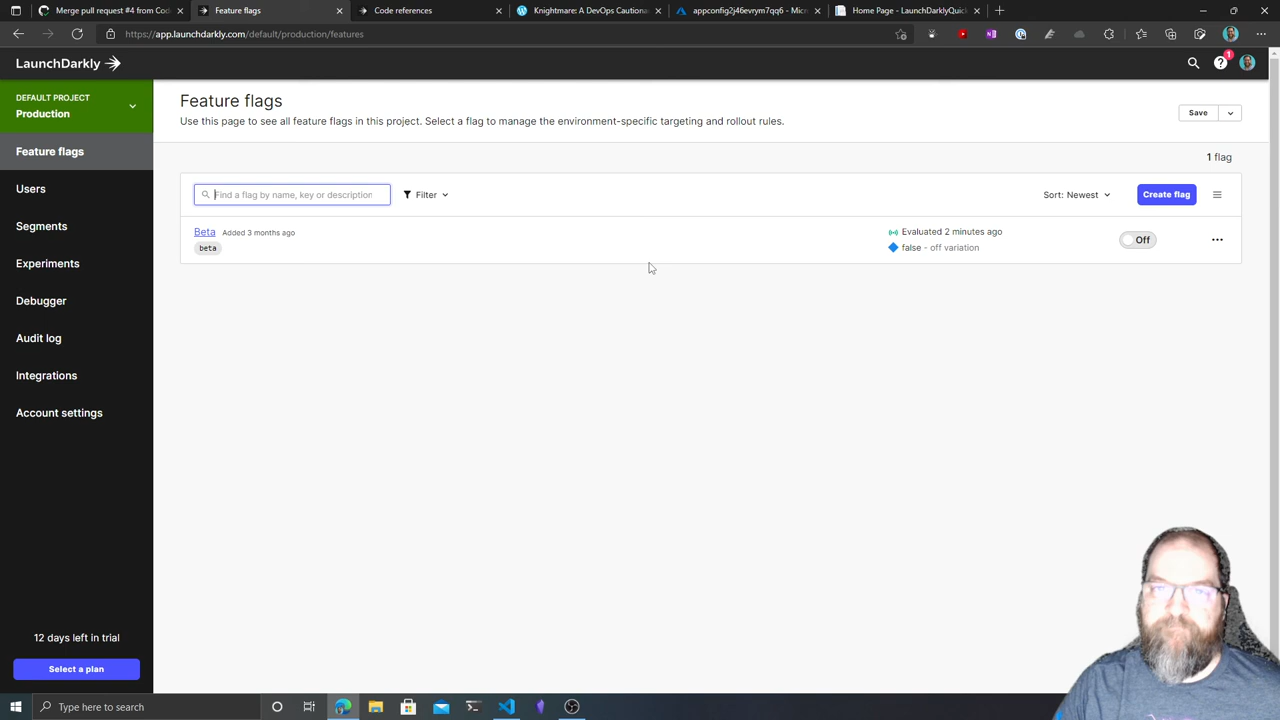 Merge pull request #4 from Cod
Feature flags
Code references
Knightmare: A DevOps Cautiona
appconfig2j46evrym7qq6 - Micr
Home Page - LaunchDarklyQuick
https://app.launchdarkly.com/default/production/features
LaunchDarkly
1
DEFAULT PROJECT
Production
Feature flags
Users
Segments
Experiments
Debugger
Audit log
Integrations
Account settings
12 days left in trial
Select a plan
Feature flags
Use this page to see all feature flags in this project. Select a flag to manage the environment-specific targeting and rollout rules.
Save
1 flag
Find a flag by name, key or description
Filter
Sort: Newest
Create flag
Beta Added 3 months ago
beta
Evaluated 2 minutes ago
false - off variation
Off
Type here to search